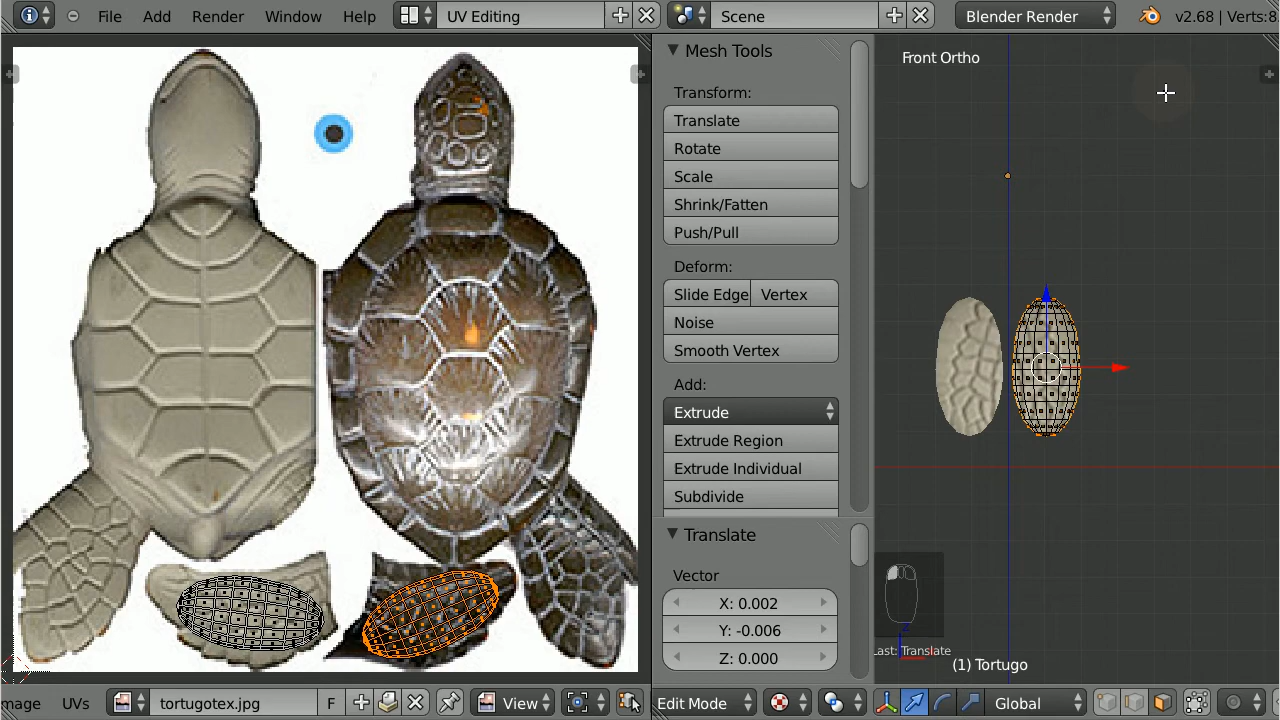 File Add Render Window Help UV Editing Scene Blender Render v2.68 | Verts:8
Mesh Tools
Front Ortho
Transform:
Translate
Rotate
Scale
Shrink/Fatten
Push/Pull
Deform:
Slide Edge Vertex
Noise
Smooth Vertex
Add:
Extrude
Extrude Region
Extrude Individual
Subdivide
Translate
Vector
X: 0.002
Y: -0.006
Z: 0.000
Last: Translate
(1) Tortugo
mage UVs tortugotex.jpg F View Edit Mode Global